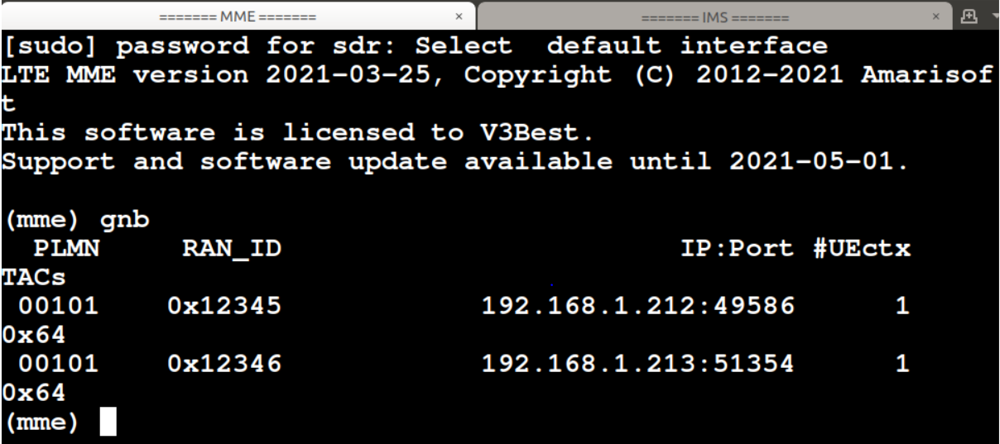 ======= MME ======= × ======= IMS ======= ×
[sudo] password for sdr: Select  default interface
LTE MME version 2021-03-25, Copyright (C) 2012-2021 Amarisof
t
This software is licensed to V3Best.
Support and software update available until 2021-05-01.
(mme) gnb
PLMN RAN_ID IP:Port #UEctx
TACs
00101 0x12345 192.168.1.212:49586 1
0x64
00101 0x12346 192.168.1.213:51354 1
0x64
(mme)